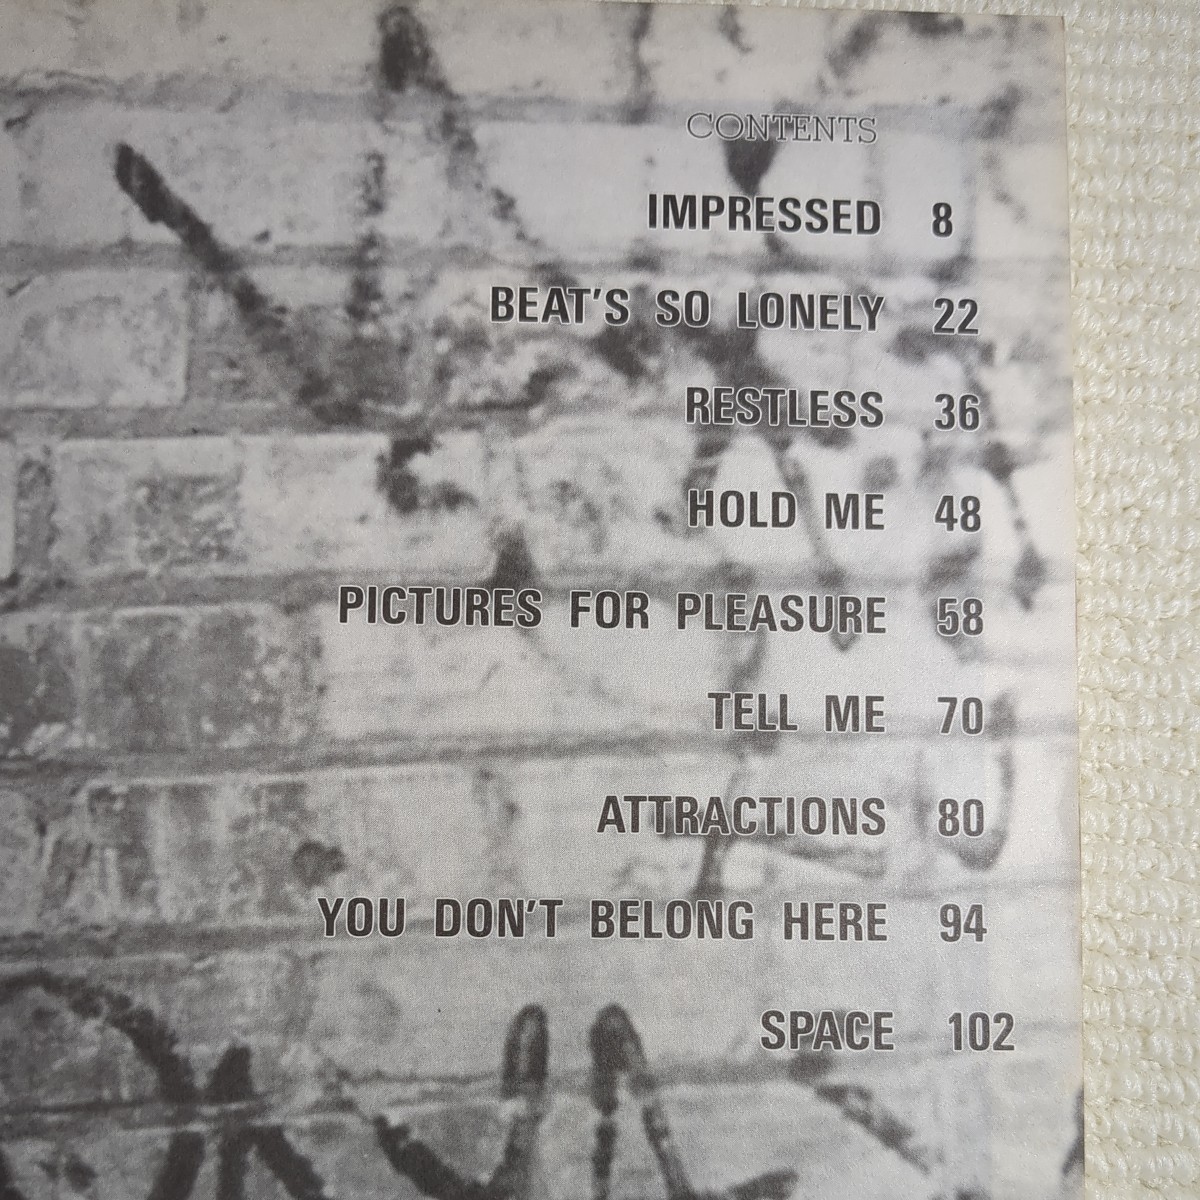 CONTENTS
IMPRESSED 8
BEAT'S SO LONELY 22
RESTLESS 36
HOLD ME 48
PICTURES FOR PLEASURE 58
TELL ME 70
ATTRACTIONS 80
YOU DON'T BELONG HERE 94
SPACE 102